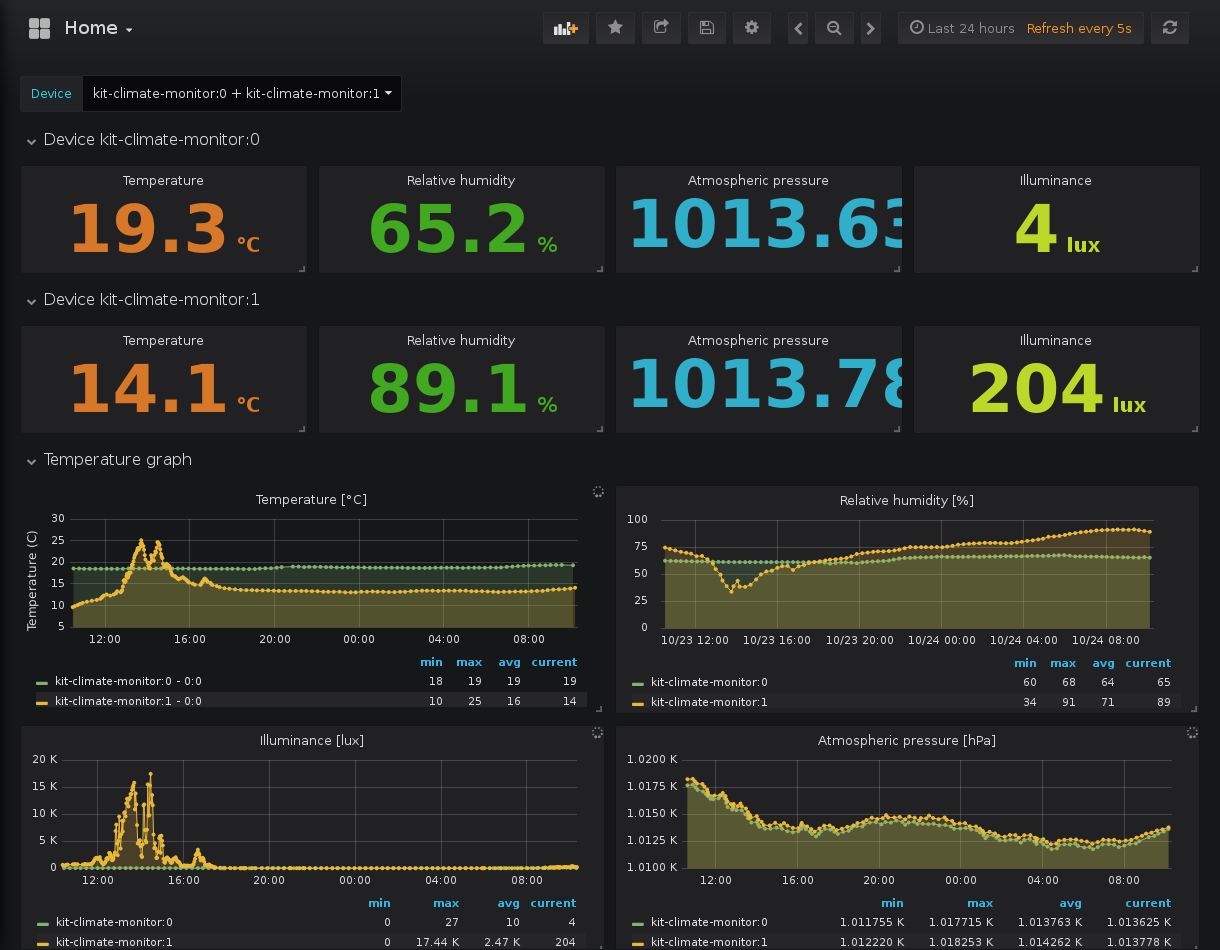 Home
Last 24 hours Refresh every 5s
Device kit-climate-monitor:0 + kit-climate-monitor:1
Device kit-climate-monitor:0
Temperature Relative humidity Atmospheric pressure Illuminance
19.3 °C 65.2 % 1013.63 4 lux
Device kit-climate-monitor:1
Temperature Relative humidity Atmospheric pressure Illuminance
14.1 °C 89.1 % 1013.78 204 lux
Temperature graph
Temperature [°C]
Temperature (C)
30
25
20
15
10
5
12:00 16:00 20:00 00:00 04:00 08:00
min max avg current
kit-climate-monitor:0 - 0:0 18 19 19 19
kit-climate-monitor:1 - 0:0 10 25 16 14
Relative humidity [%]
100
75
50
25
0
10/23 12:00 10/23 16:00 10/23 20:00 10/24 00:00 10/24 04:00 10/24 08:00
min max avg current
kit-climate-monitor:0 60 68 64 65
kit-climate-monitor:1 34 91 71 89
Illuminance [lux]
20 K
15 K
10 K
5 K
0
12:00 16:00 20:00 00:00 04:00 08:00
min max avg current
kit-climate-monitor:0 0 27 10 4
kit-climate-monitor:1 0 17.44 K 2.47 K 204
Atmospheric pressure [hPa]
1.0200 K
1.0175 K
1.0150 K
1.0125 K
1.0100 K
12:00 16:00 20:00 00:00 04:00 08:00
min max avg current
kit-climate-monitor:0 1.011755 K 1.017715 K 1.013763 K 1.013625 K
kit-climate-monitor:1 1.012220 K 1.018253 K 1.014262 K 1.013778 K